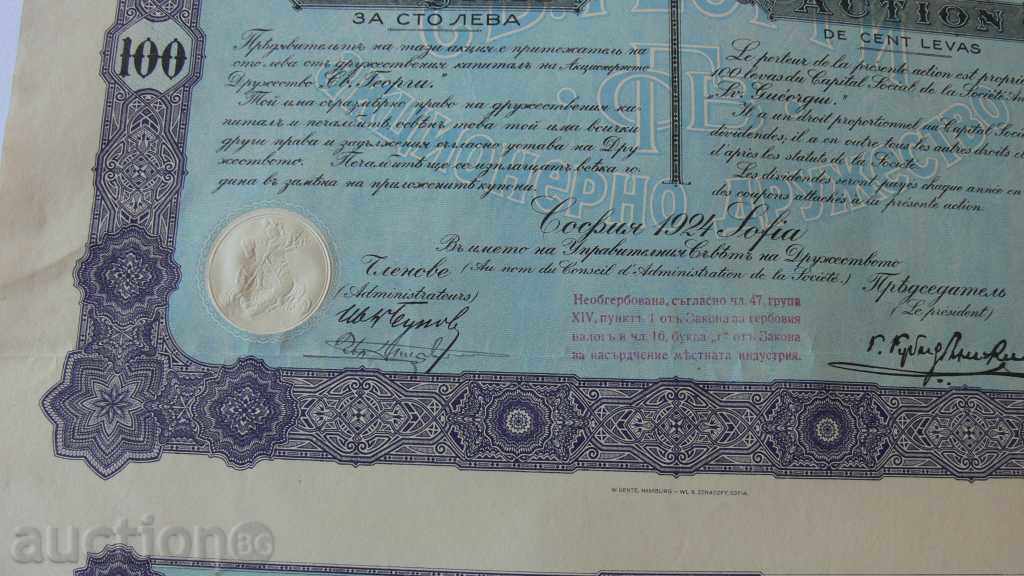 100
ЗА СТО ЛЕВА
Прѣдявительтъ на тази акция е притежатель на
сто лева отъ дружествения капиталъ на Акционерното
Дружество „Св. Георги."
Той има съразмѣрно право на дружествения ка-
питалъ и печалбитѣ, освѣнъ това той има всички
други права и задължения съгласно устава на Дру
жеството. Печалбитѣ ще се изплащатъ всѣка го-
дина въ замѣна на приложенитѣ купони.
ACTION
DE CENT LEVAS
Le porteur de la présente action est propri
100 levas du Capital Social de la Société An
"St. Guéorgui."
Il a un droit proportionnel au Capital Socia
dividendes, il a en outre tous les autres droits et
d'après les statuts de la Société.
Les dividendes seront payés chaque année en
des coupons attachés à la présente action.
АКЦИОНЕРНО ДРУЖЕСТВО
София 1924 Sofia
Въ името на Управителния Съвѣтъ на Дружеството
(Au nom du Conseil d'Administration de la Société.)
Членове
(Administrateurs)
Прѣдседатель
(Le président)
Необгербована, съгласно чл. 47, група
XIV, пунктъ 1 отъ Закона за гербовия
налогъ и чл. 16, буква „г" отъ Закона
за насърдчение мѣстната индустрия.
W. GENTE, HAMBURG – WL. S. ZONACOFF, SOFIA.
auction BG